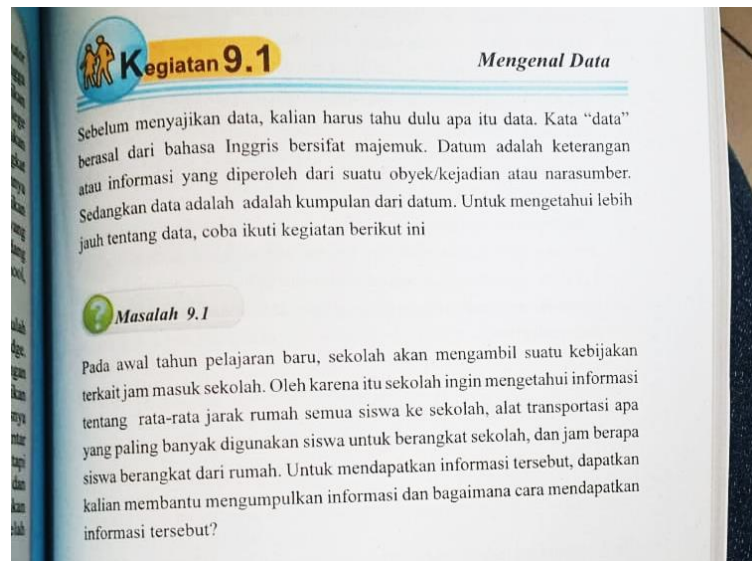 Kegiatan 9.1
Mengenal Data
Sebelum menyajikan data, kalian harus tahu dulu apa itu data. Kata “data”
berasal dari bahasa Inggris bersifat majemuk. Datum adalah keterangan
atau informasi yang diperoleh dari suatu obyek/kejadian atau narasumber.
Sedangkan data adalah adalah kumpulan dari datum. Untuk mengetahui lebih
jauh tentang data, coba ikuti kegiatan berikut ini
? Masalah 9.1
Pada awal tahun pelajaran baru, sekolah akan mengambil suatu kebijakan
terkait jam masuk sekolah. Oleh karena itu sekolah ingin mengetahui informasi
tentang rata-rata jarak rumah semua siswa ke sekolah, alat transportasi apa
yang paling banyak digunakan siswa untuk berangkat sekolah, dan jam berapa
siswa berangkat dari rumah. Untuk mendapatkan informasi tersebut, dapatkan
kalian membantu mengumpulkan informasi dan bagaimana cara mendapatkan
informasi tersebut?